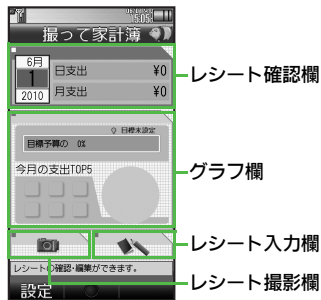 15:05
撮って家計簿
6月
1
2010
日支出 ¥0
月支出 ¥0
目標未設定
目標予算の 0%
今月の支出TOP5
レシートの確認・編集ができます。
設定
レシート確認欄
グラフ欄
レシート入力欄
レシート撮影欄